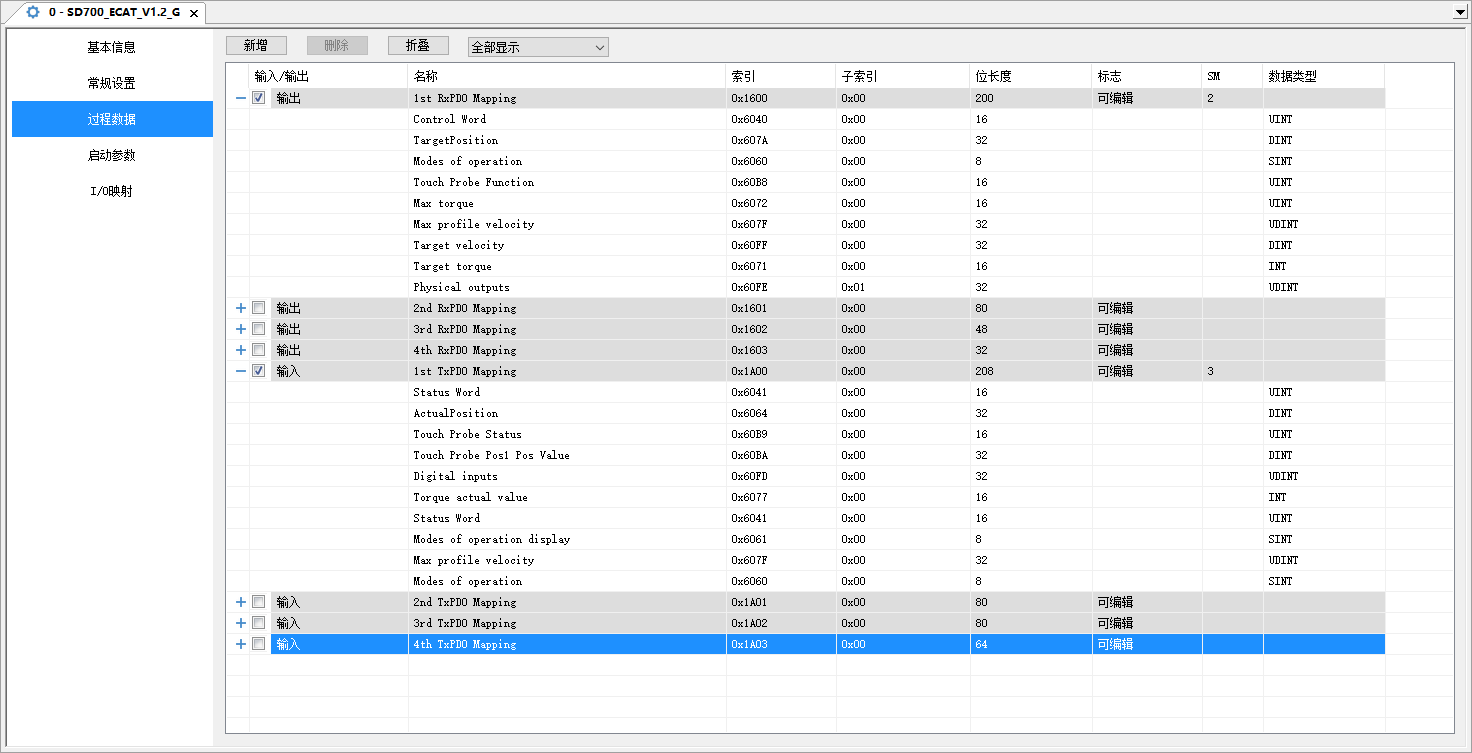 0 - SD700_ECAT_V1.2_G
基本信息
常规设置
过程数据
启动参数
I/O映射
新增 删除 折叠 全部显示
输入/输出 名称 索引 子索引 位长度 标志 SM 数据类型
输出 1st RxPDO Mapping 0x1600 0x00 200 可编辑 2
Control Word 0x6040 0x00 16 UINT
TargetPosition 0x607A 0x00 32 DINT
Modes of operation 0x6060 0x00 8 SINT
Touch Probe Function 0x60B8 0x00 16 UINT
Max torque 0x6072 0x00 16 UINT
Max profile velocity 0x607F 0x00 32 UDINT
Target velocity 0x60FF 0x00 32 DINT
Target torque 0x6071 0x00 16 INT
Physical outputs 0x60FE 0x01 32 UDINT
输出 2nd RxPDO Mapping 0x1601 0x00 80 可编辑
输出 3rd RxPDO Mapping 0x1602 0x00 48 可编辑
输出 4th RxPDO Mapping 0x1603 0x00 32 可编辑
输入 1st TxPDO Mapping 0x1A00 0x00 208 可编辑 3
Status Word 0x6041 0x00 16 UINT
ActualPosition 0x6064 0x00 32 DINT
Touch Probe Status 0x60B9 0x00 16 UINT
Touch Probe Pos1 Pos Value 0x60BA 0x00 32 DINT
Digital inputs 0x60FD 0x00 32 UDINT
Torque actual value 0x6077 0x00 16 INT
Status Word 0x6041 0x00 16 UINT
Modes of operation display 0x6061 0x00 8 SINT
Max profile velocity 0x607F 0x00 32 UDINT
Modes of operation 0x6060 0x00 8 SINT
输入 2nd TxPDO Mapping 0x1A01 0x00 80 可编辑
输入 3rd TxPDO Mapping 0x1A02 0x00 80 可编辑
输入 4th TxPDO Mapping 0x1A03 0x00 64 可编辑